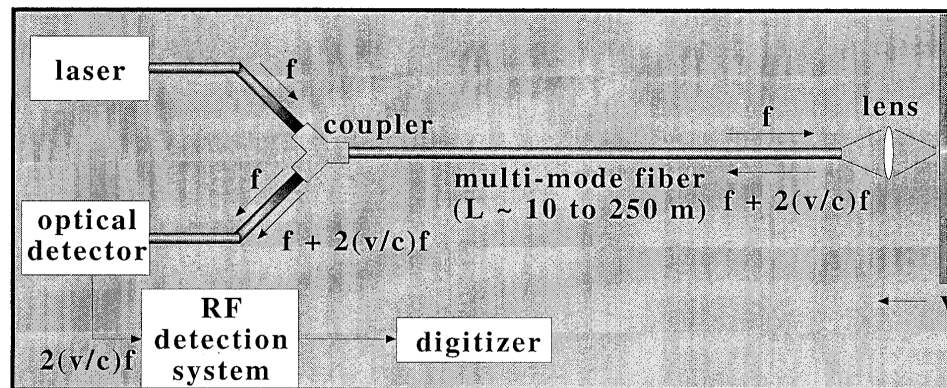 laser
f
coupler
f
lens
f
multi-mode fiber
(L ~ 10 to 250 m)
f + 2(v/c)f
optical
detector
f + 2(v/c)f
RF
detection
system
digitizer
2(v/c)f